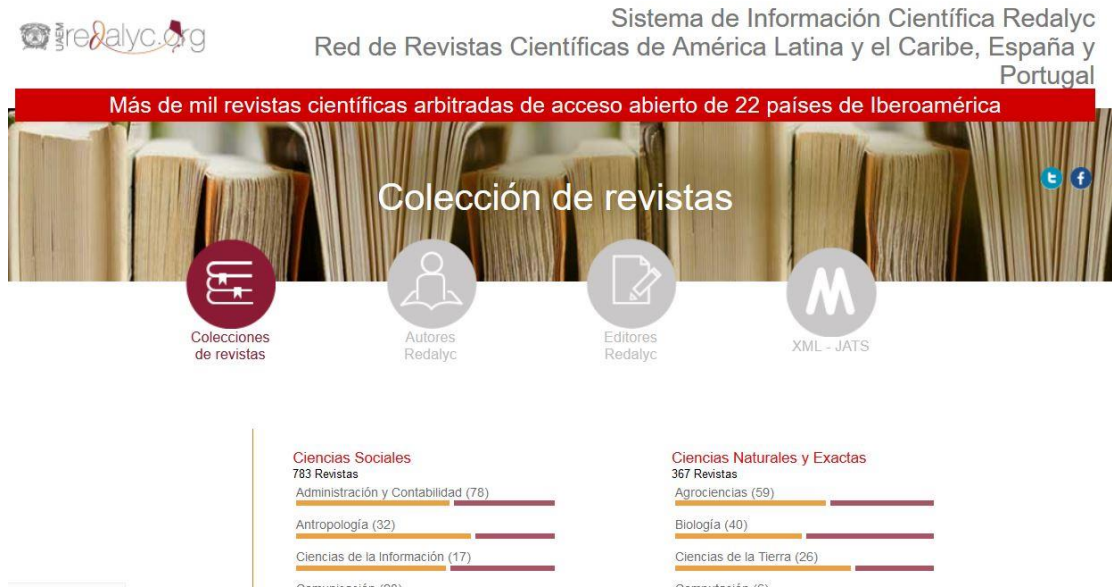 UAEM
redalyc.org
Sistema de Información Científica Redalyc
Red de Revistas Científicas de América Latina y el Caribe, España y
Portugal
Más de mil revistas científicas arbitradas de acceso abierto de 22 países de Iberoamérica
Colección de revistas
Colecciones
de revistas
Autores
Redalyc
Editores
Redalyc
XML - JATS
Ciencias Sociales
783 Revistas
Administración y Contabilidad (78)
Antropología (32)
Ciencias de la Información (17)
Ciencias Naturales y Exactas
367 Revistas
Agrociencias (59)
Biología (40)
Ciencias de la Tierra (26)